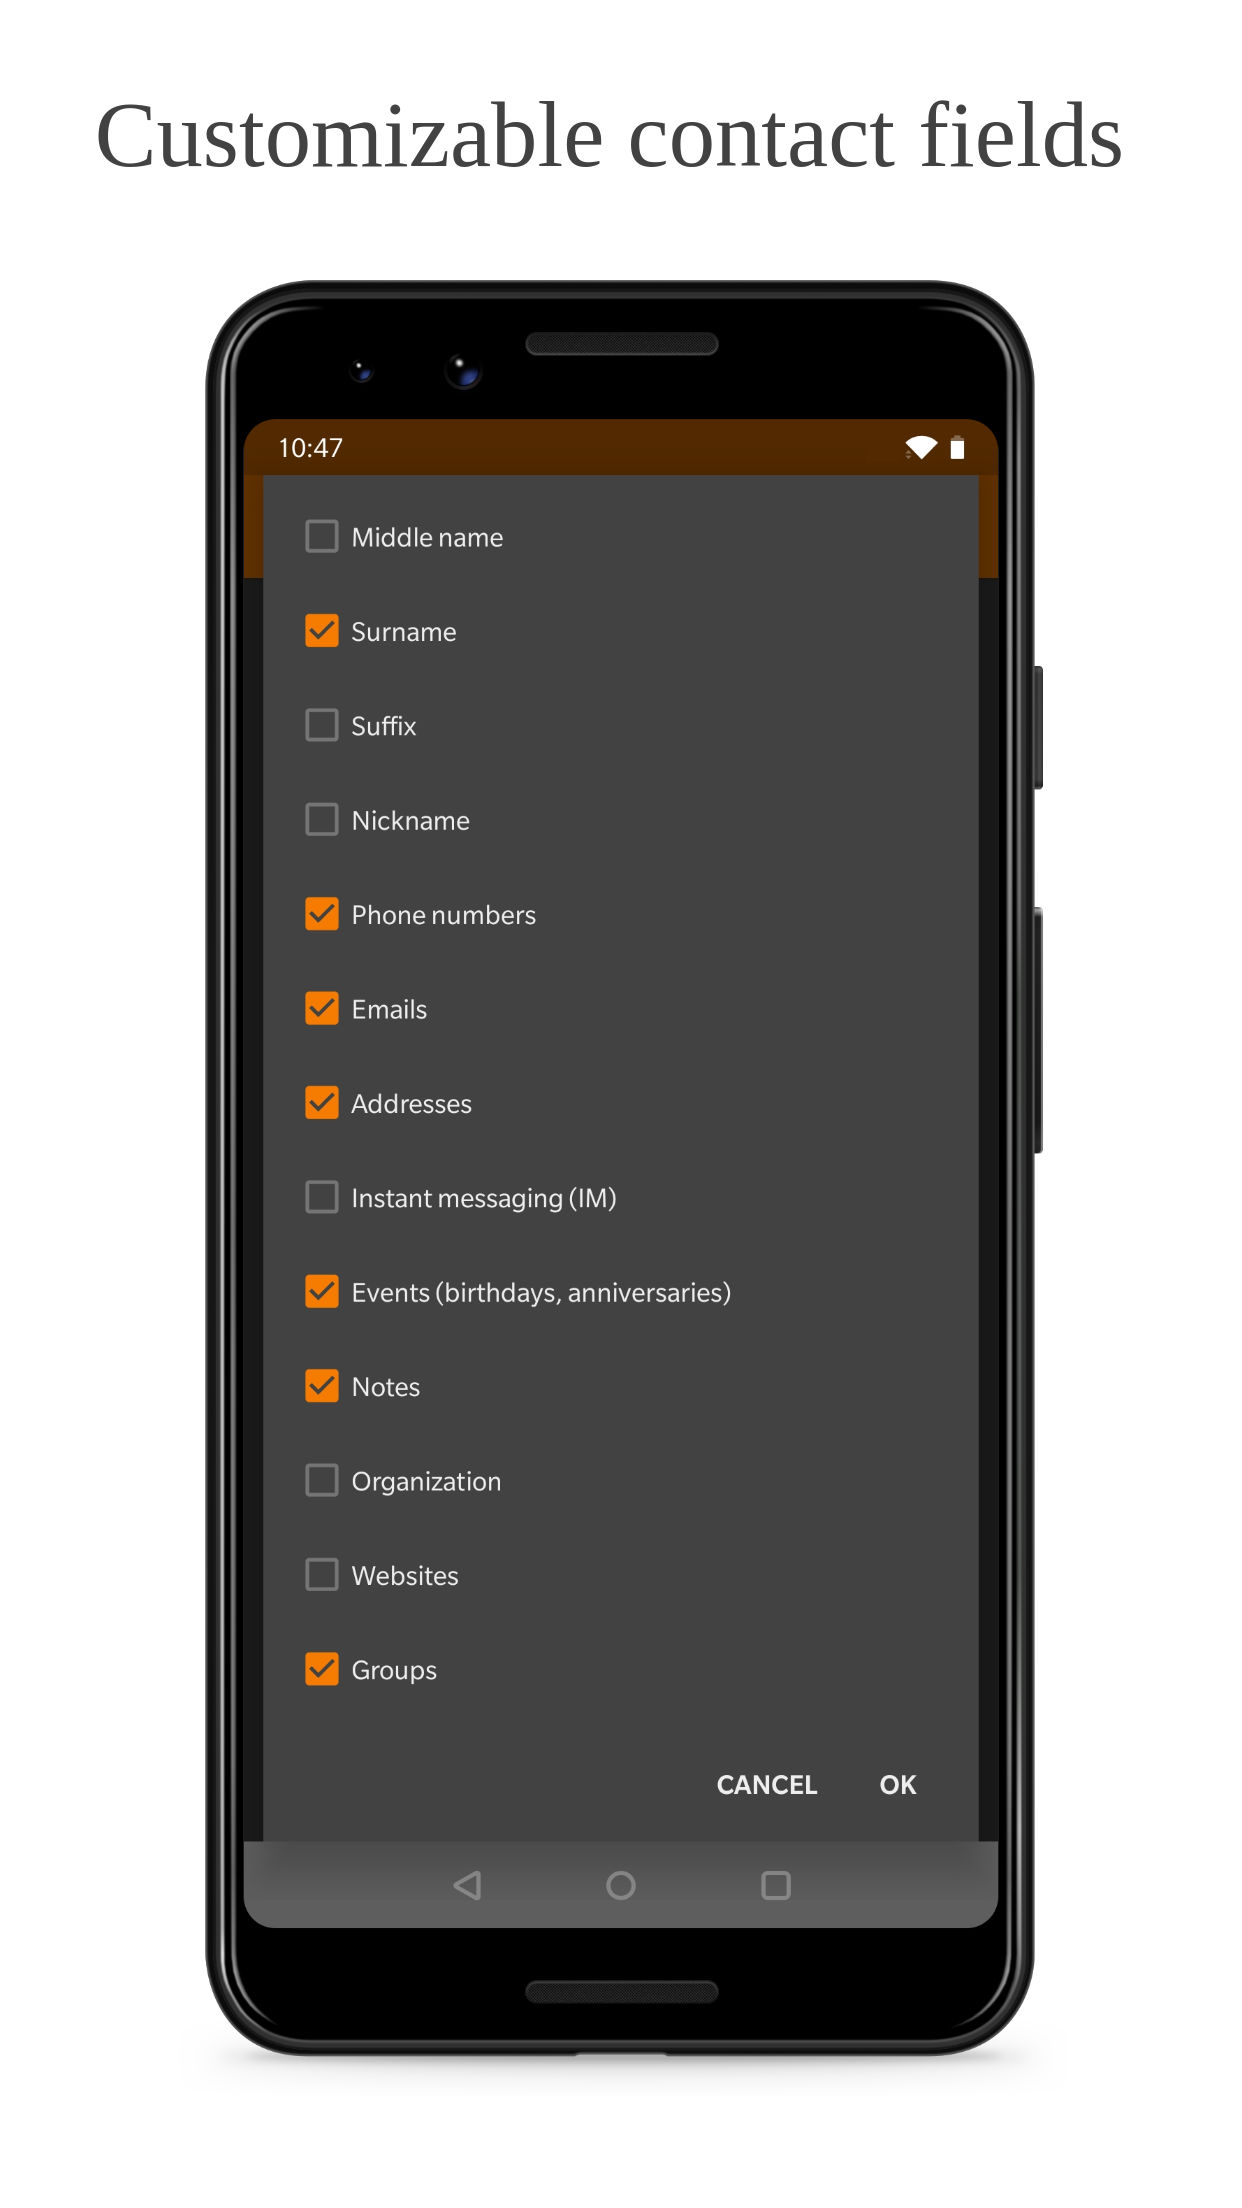 Customizable contact fields
10:47
Middle name
Surname
Suffix
Nickname
Phone numbers
Emails
Addresses
Instant messaging (IM)
Events (birthdays, anniversaries)
Notes
Organization
Websites
Groups
CANCEL OK